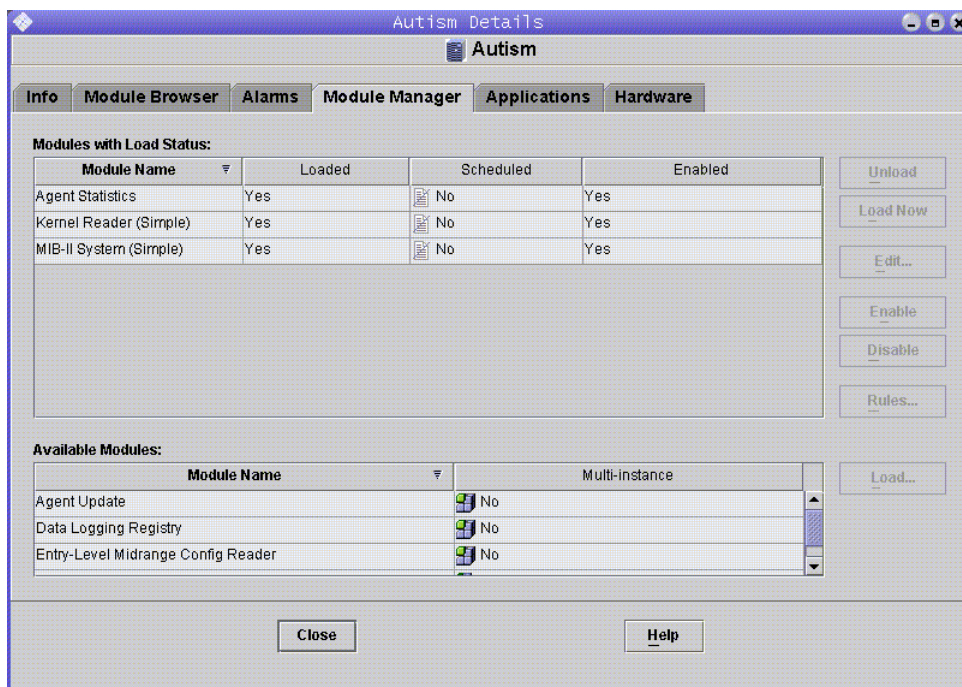 Autism Details
Autism
Info Module Browser Alarms Module Manager Applications Hardware
Modules with Load Status:
Module Name Loaded Scheduled Enabled
Agent Statistics Yes No Yes
Kernel Reader (Simple) Yes No Yes
MIB-II System (Simple) Yes No Yes
Unload
Load Now
Edit...
Enable
Disable
Rules...
Available Modules:
Module Name Multi-instance
Agent Update No
Data Logging Registry No
Entry-Level Midrange Config Reader No
Load...
Close Help